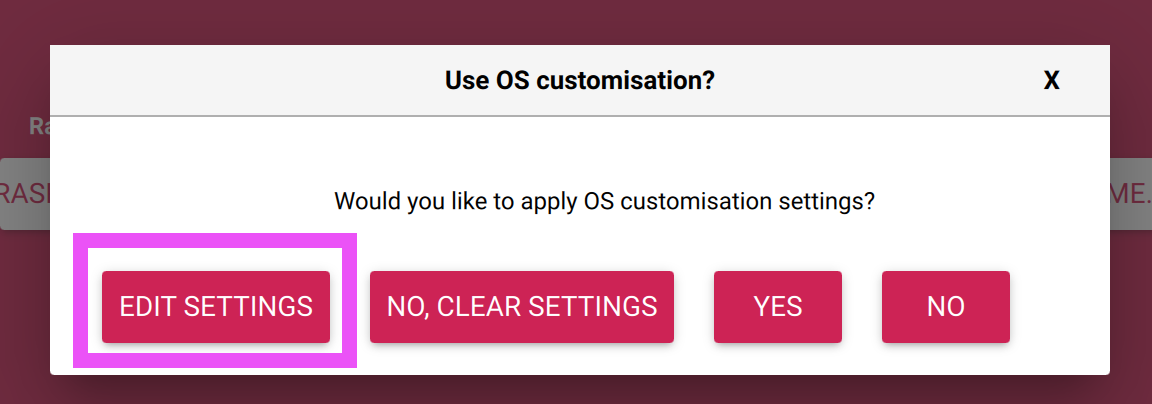 Use OS customisation?
X
Ra
RASI
ME.
Would you like to apply OS customisation settings?
EDIT SETTINGS
NO, CLEAR SETTINGS
YES
NO